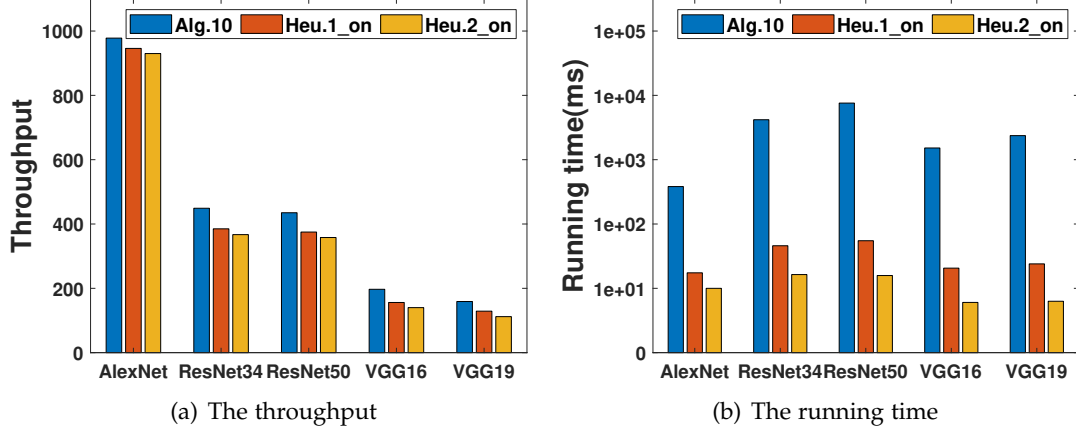 Alg.10 Heu.1_on Heu.2_on
Throughput
1000
800
600
400
200
0
AlexNet ResNet34 ResNet50 VGG16 VGG19
(a) The throughput
Alg.10 Heu.1_on Heu.2_on
Running time(ms)
1e+05
1e+04
1e+03
1e+02
1e+01
0
AlexNet ResNet34 ResNet50 VGG16 VGG19
(b) The running time